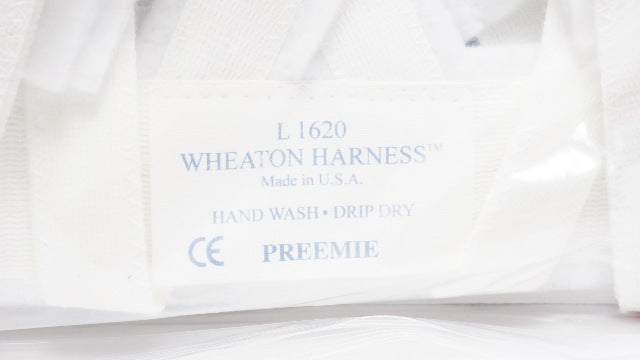 L 1620
WHEATON HARNESS™
Made in U.S.A.
HAND WASH • DRIP DRY
CE PREEMIE